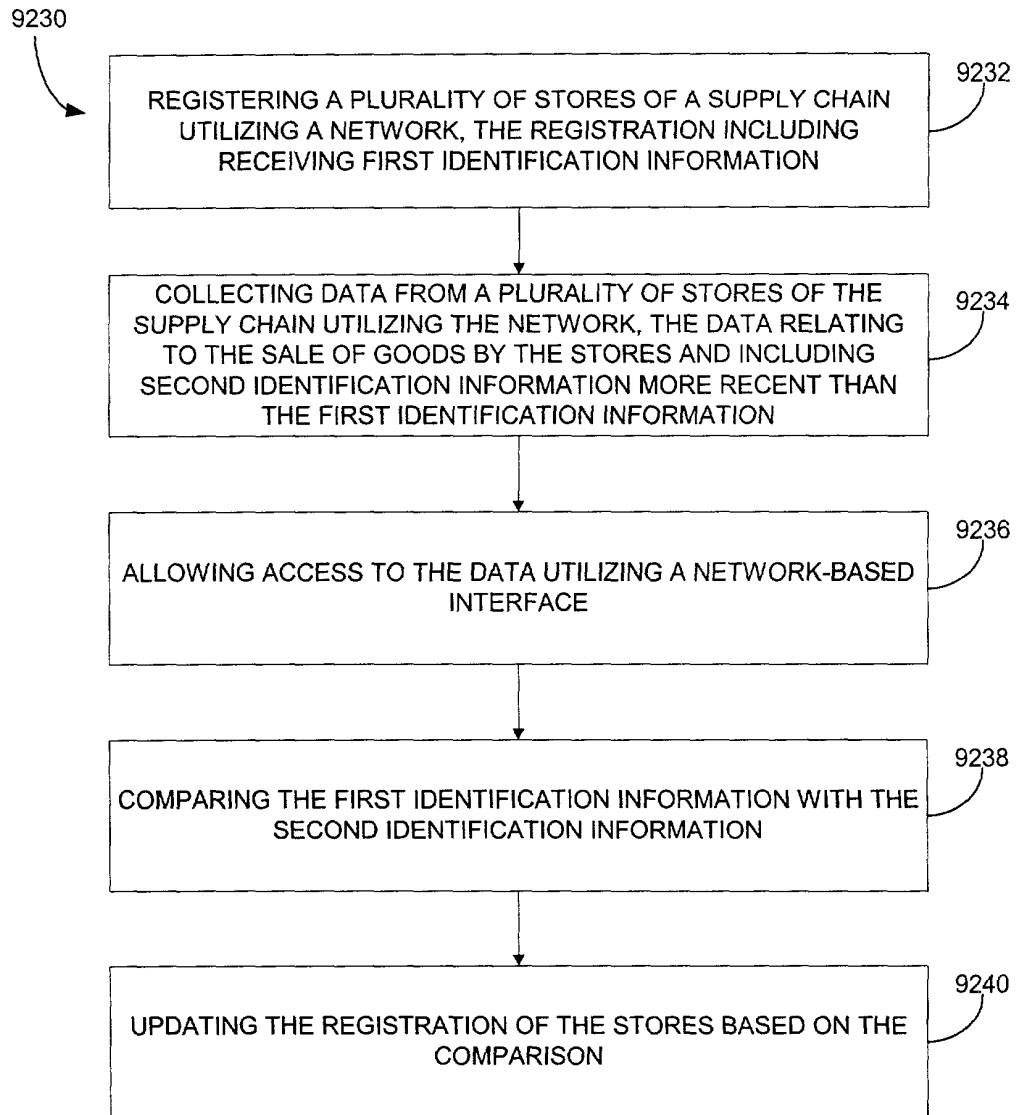 9230
9232
REGISTERING A PLURALITY OF STORES OF A SUPPLY CHAIN
UTILIZING A NETWORK, THE REGISTRATION INCLUDING
RECEIVING FIRST IDENTIFICATION INFORMATION
9234
COLLECTING DATA FROM A PLURALITY OF STORES OF THE
SUPPLY CHAIN UTILIZING THE NETWORK, THE DATA RELATING
TO THE SALE OF GOODS BY THE STORES AND INCLUDING
SECOND IDENTIFICATION INFORMATION MORE RECENT THAN
THE FIRST IDENTIFICATION INFORMATION
9236
ALLOWING ACCESS TO THE DATA UTILIZING A NETWORK-BASED
INTERFACE
9238
COMPARING THE FIRST IDENTIFICATION INFORMATION WITH THE
SECOND IDENTIFICATION INFORMATION
9240
UPDATING THE REGISTRATION OF THE STORES BASED ON THE
COMPARISON